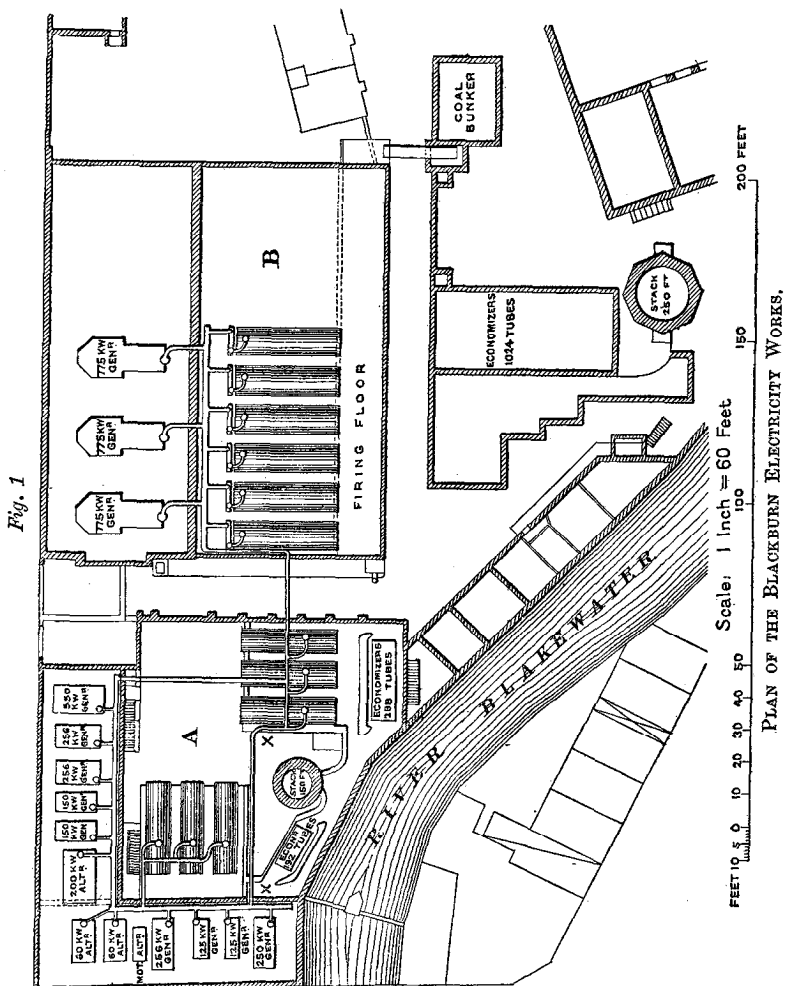 Fig. 1
775 KW
GENR
775 KW
GENR
775 KW
GENR
B
FIRING FLOOR
COAL
BUNKER
ECONOMIZERS
1024 TUBES
STACK
250 FT
550
KW
GENR
256
KW
GENR
256
KW
GENR
150
KW
GENR
150
KW
GEN
200 KW
ALTR
60 KW
ALTR
60 KW
ALTR
MOT. ALTR
256 KW
GENR
125 KW
GENR
125 KW
GENR
250 KW
GENR
A
X
X
STACK
150 FT
ECONRS
192 TUBES
ECONOMIZERS
288 TUBES
RIVER BLAKEWATER
Scale: 1 Inch = 60 Feet
FEET 10 5 0 10 20 30 40 50 100 150 200 FEET
PLAN OF THE BLACKBURN ELECTRICITY WORKS.